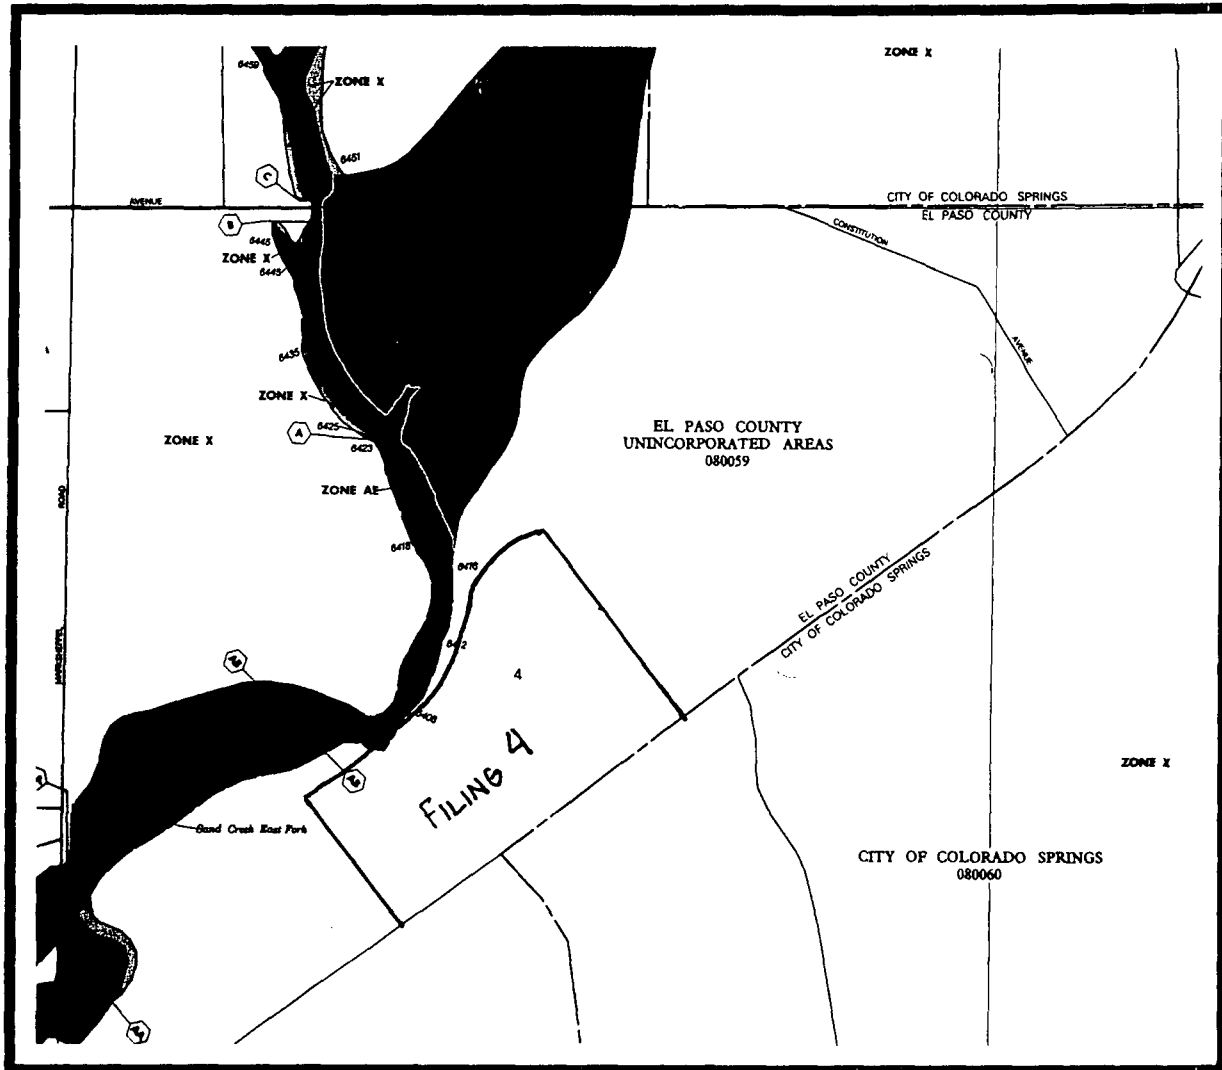 ZONE X
6459
ZONE X
6451
C
AVENUE
CITY OF COLORADO SPRINGS
EL PASO COUNTY
B
6445
CONSTITUTION
ZONE X
6445
6435
AVENUE
ZONE X
6425
A
6423
ZONE X
EL PASO COUNTY
UNINCORPORATED AREAS
080059
ROAD
ZONE AE
6418
6416
EL PASO COUNTY
CITY OF COLORADO SPRINGS
MARKSHEFFEL
4
6408
FILING 4
ZONE X
Sand Creek East Fork
CITY OF COLORADO SPRINGS
080060